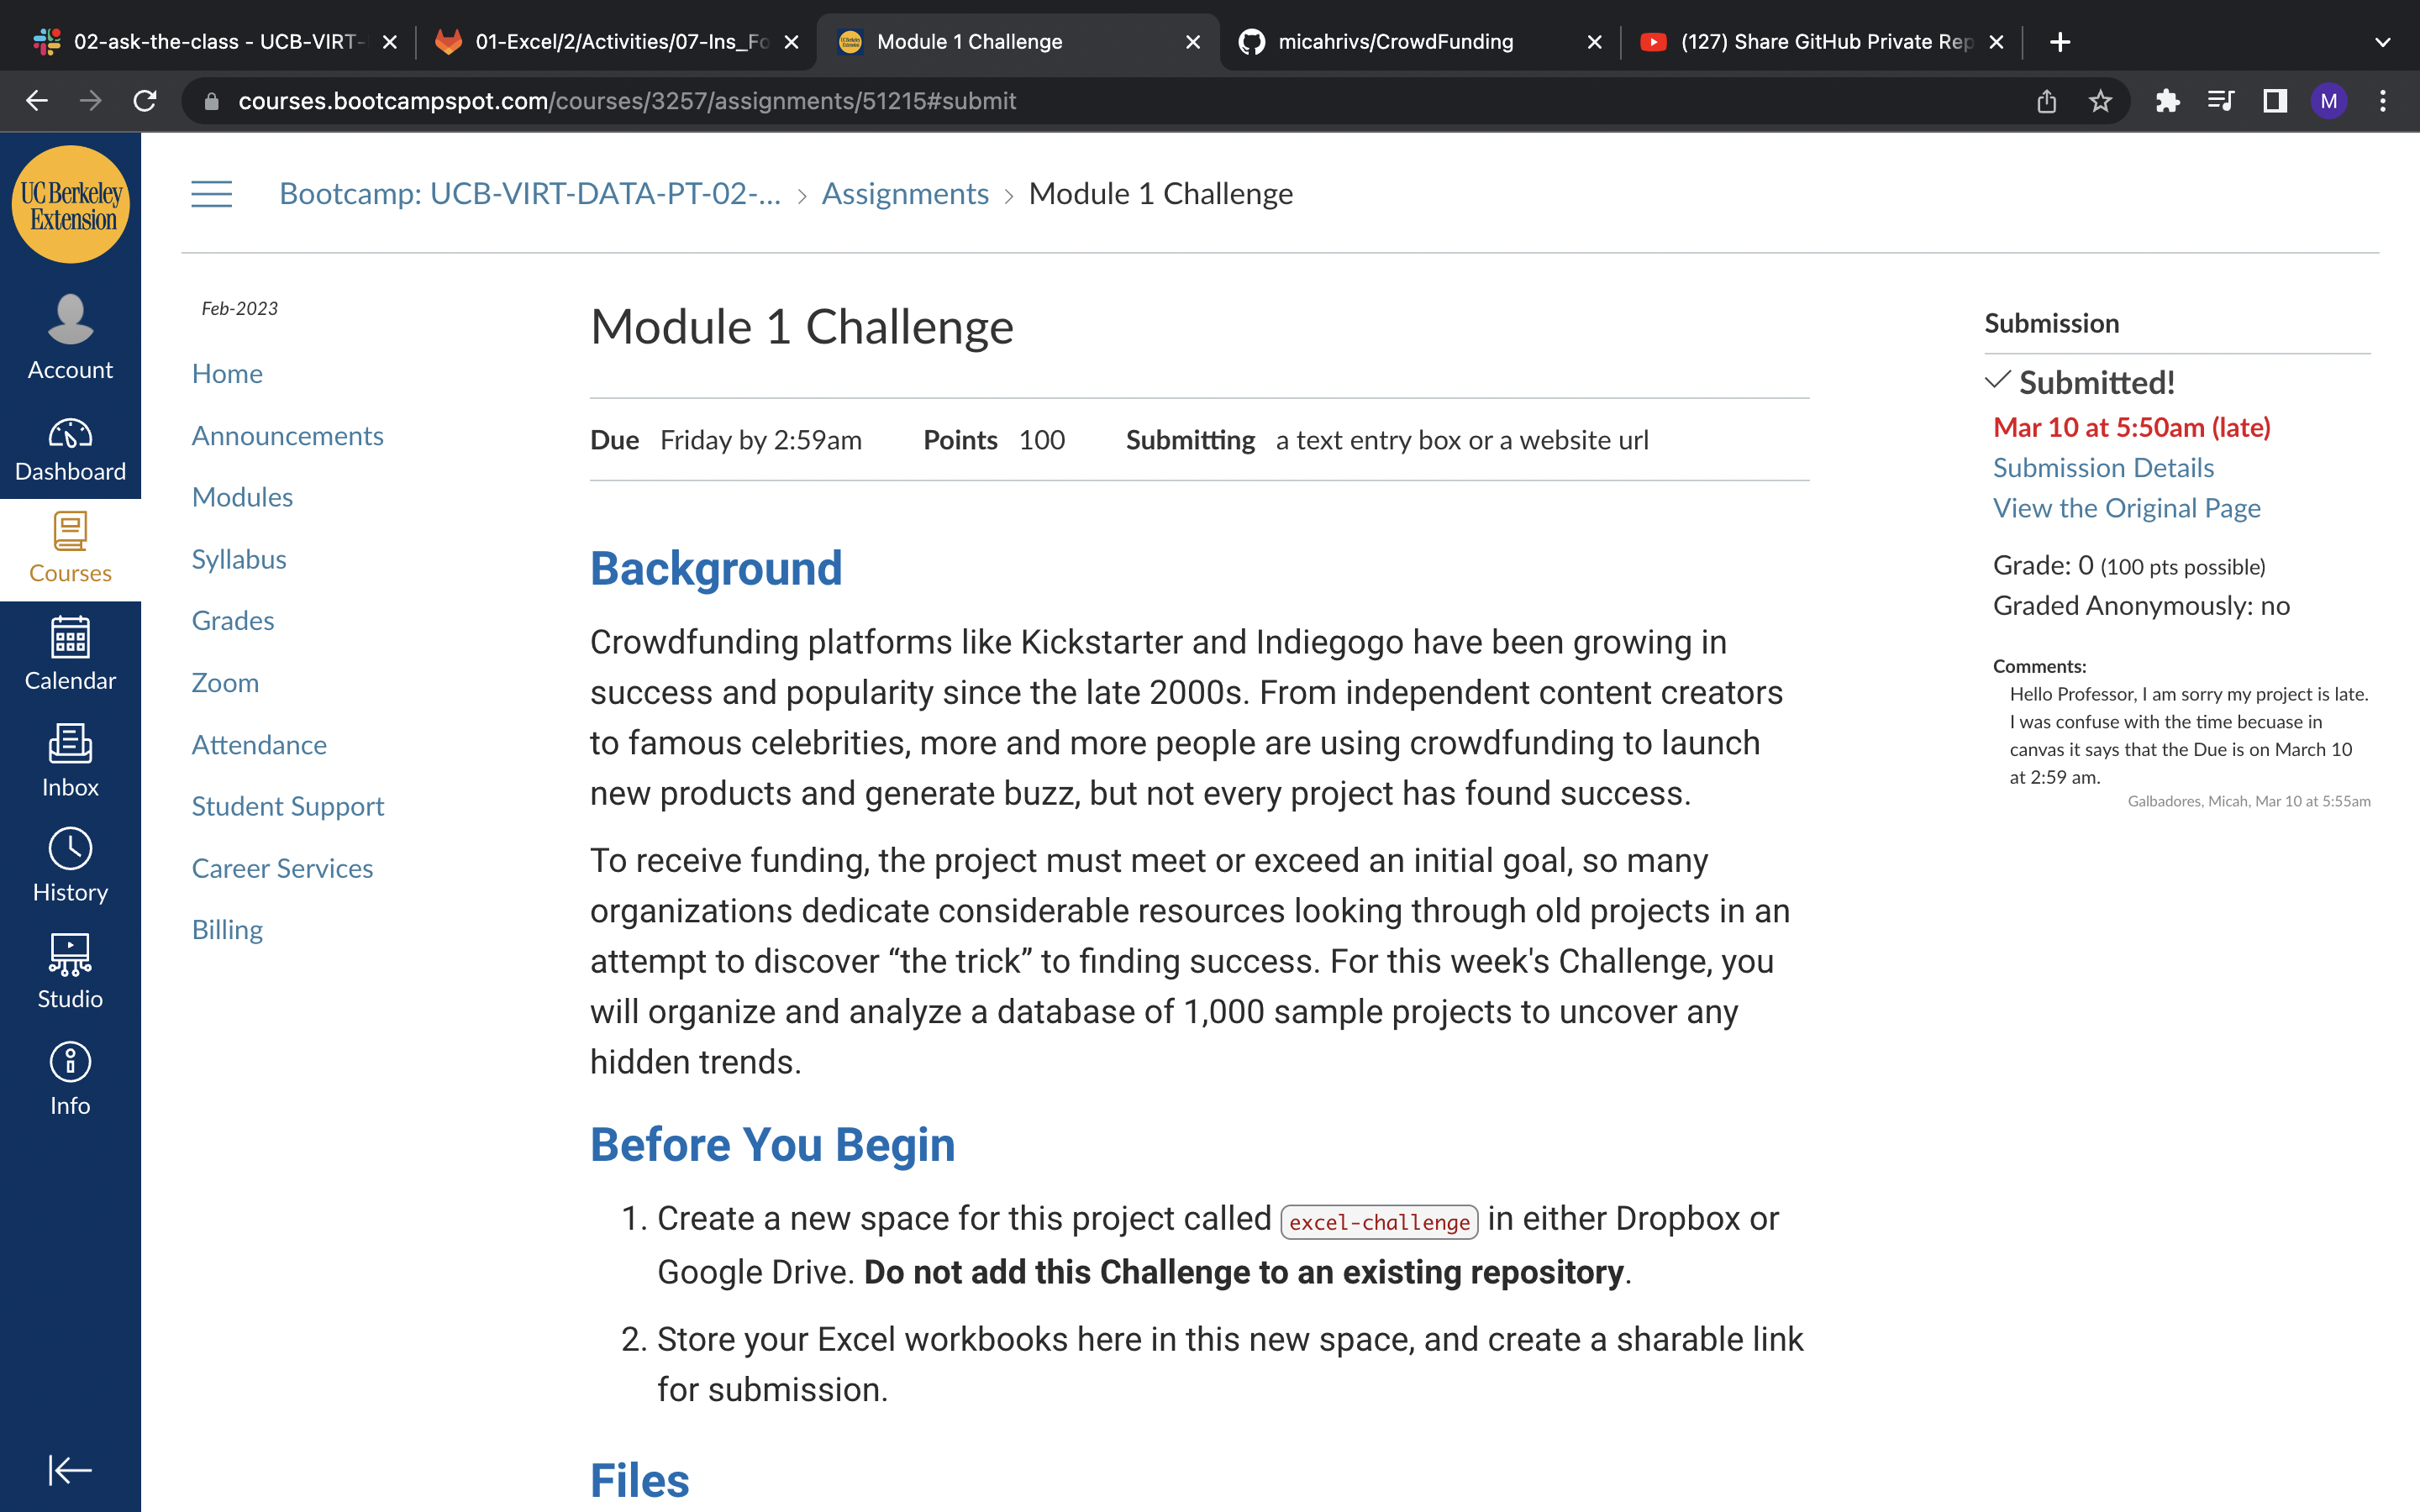 02-ask-the-class - UCB-VIRT-
01-Excel/2/Activities/07-Ins_Fo
Module 1 Challenge
micahrivs/CrowdFunding
(127) Share GitHub Private Rep
courses.bootcampspot.com/courses/3257/assignments/51215#submit
M
UC Berkeley
Extension
Account
Dashboard
Courses
Calendar
Inbox
History
Studio
Info
Bootcamp: UCB-VIRT-DATA-PT-02-... > Assignments > Module 1 Challenge
Feb-2023
Home
Announcements
Modules
Syllabus
Grades
Zoom
Attendance
Student Support
Career Services
Billing
Module 1 Challenge
Due Friday by 2:59am Points 100 Submitting a text entry box or a website url
Background
Crowdfunding platforms like Kickstarter and Indiegogo have been growing in
success and popularity since the late 2000s. From independent content creators
to famous celebrities, more and more people are using crowdfunding to launch
new products and generate buzz, but not every project has found success.
To receive funding, the project must meet or exceed an initial goal, so many
organizations dedicate considerable resources looking through old projects in an
attempt to discover “the trick” to finding success. For this week's Challenge, you
will organize and analyze a database of 1,000 sample projects to uncover any
hidden trends.
Before You Begin
1. Create a new space for this project called excel-challenge in either Dropbox or
Google Drive. Do not add this Challenge to an existing repository.
2. Store your Excel workbooks here in this new space, and create a sharable link
for submission.
Files
Submission
Submitted!
Mar 10 at 5:50am (late)
Submission Details
View the Original Page
Grade: 0 (100 pts possible)
Graded Anonymously: no
Comments:
Hello Professor, I am sorry my project is late.
I was confuse with the time becuase in
canvas it says that the Due is on March 10
at 2:59 am.
Galbadores, Micah, Mar 10 at 5:55am